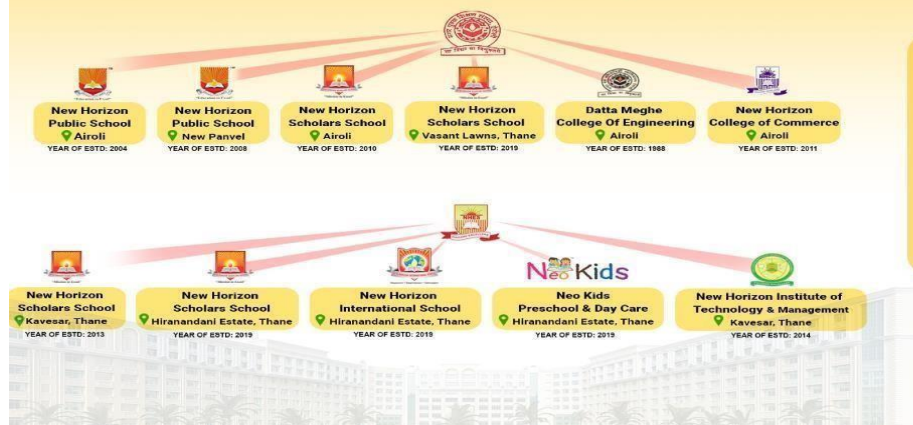 New Horizon
Public School
Airoli
YEAR OF ESTD: 2004
New Horizon
Public School
New Panvel
YEAR OF ESTD: 2008
New Horizon
Scholars School
Airoli
YEAR OF ESTD: 2010
New Horizon
Scholars School
Vasant Lawns, Thane
YEAR OF ESTD: 2019
Datta Meghe
College Of Engineering
Airoli
YEAR OF ESTD: 1988
New Horizon
College of Commerce
Airoli
YEAR OF ESTD: 2011
NHES
New Horizon
Scholars School
Kavesar, Thane
YEAR OF ESTD: 2013
New Horizon
Scholars School
Hiranandani Estate, Thane
YEAR OF ESTD: 2019
New Horizon
International School
Hiranandani Estate, Thane
YEAR OF ESTD: 2019
Neo Kids
Neo Kids
Preschool & Day Care
Hiranandani Estate, Thane
YEAR OF ESTD: 2019
New Horizon Institute of
Technology & Management
Kavesar, Thane
YEAR OF ESTD: 2014